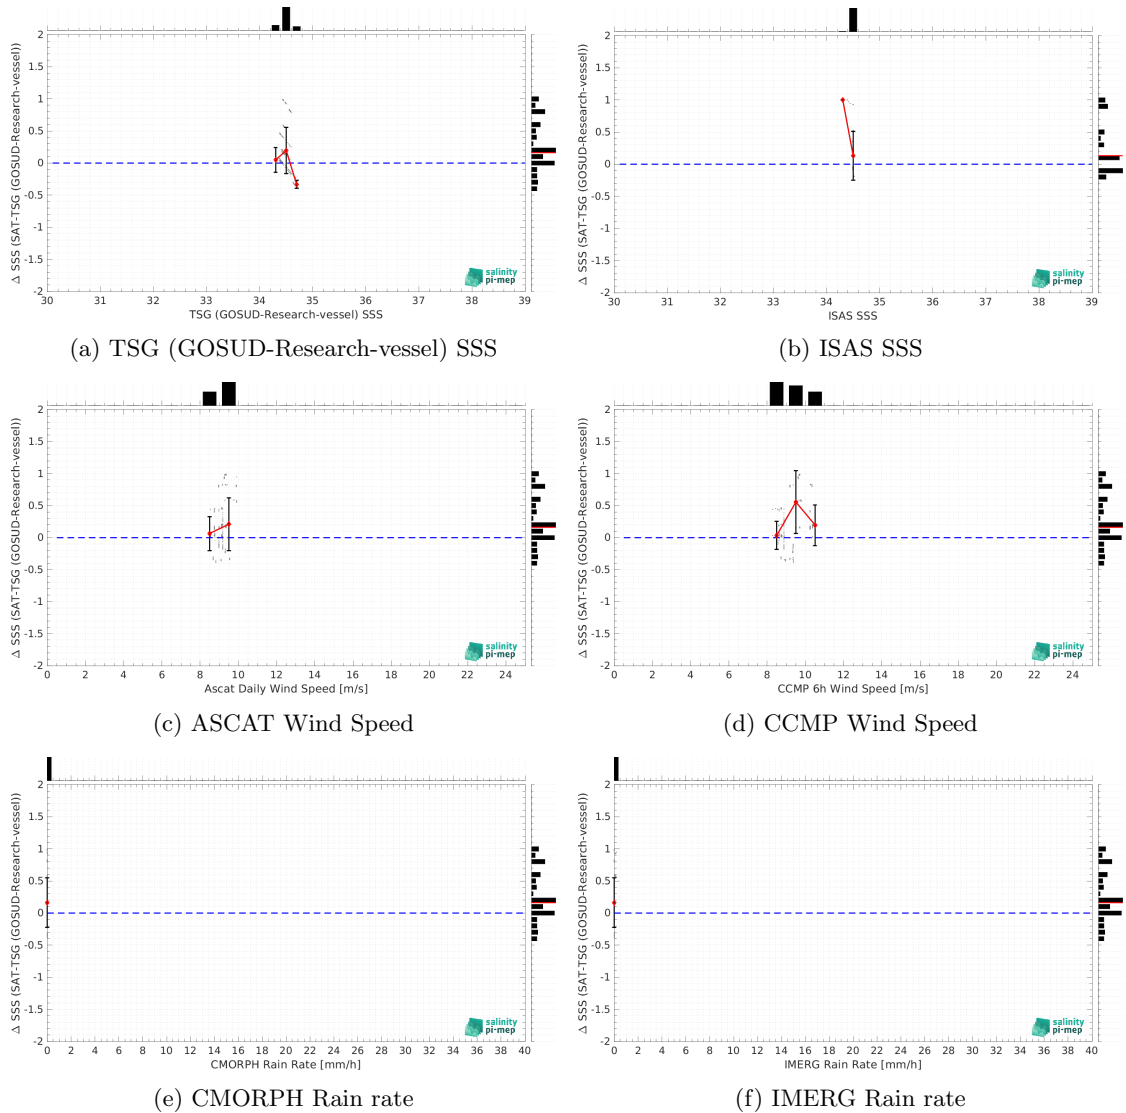 Δ SSS (SAT-TSG (GOSUD-Research-vessel))
2
1.5
1
0.5
0
-0.5
-1
-1.5
-2
30 31 32 33 34 35 36 37 38 39
TSG (GOSUD-Research-vessel) SSS
salinity
pi-mep
(a) TSG (GOSUD-Research-vessel) SSS
Δ SSS (SAT-TSG (GOSUD-Research-vessel))
2
1.5
1
0.5
0
-0.5
-1
-1.5
-2
30 31 32 33 34 35 36 37 38 39
ISAS SSS
salinity
pi-mep
(b) ISAS SSS
Δ SSS (SAT-TSG (GOSUD-Research-vessel))
2
1.5
1
0.5
0
-0.5
-1
-1.5
-2
0 2 4 6 8 10 12 14 16 18 20 22 24
Ascat Daily Wind Speed [m/s]
salinity
pi-mep
(c) ASCAT Wind Speed
Δ SSS (SAT-TSG (GOSUD-Research-vessel))
2
1.5
1
0.5
0
-0.5
-1
-1.5
-2
0 2 4 6 8 10 12 14 16 18 20 22 24
CCMP 6h Wind Speed [m/s]
salinity
pi-mep
(d) CCMP Wind Speed
Δ SSS (SAT-TSG (GOSUD-Research-vessel))
2
1.5
1
0.5
0
-0.5
-1
-1.5
-2
0 2 4 6 8 10 12 14 16 18 20 22 24 26 28 30 32 34 36 38 40
CMORPH Rain Rate [mm/h]
salinity
pi-mep
(e) CMORPH Rain rate
Δ SSS (SAT-TSG (GOSUD-Research-vessel))
2
1.5
1
0.5
0
-0.5
-1
-1.5
-2
0 2 4 6 8 10 12 14 16 18 20 22 24 26 28 30 32 34 36 38 40
IMERG Rain Rate [mm/h]
salinity
pi-mep
(f) IMERG Rain rate